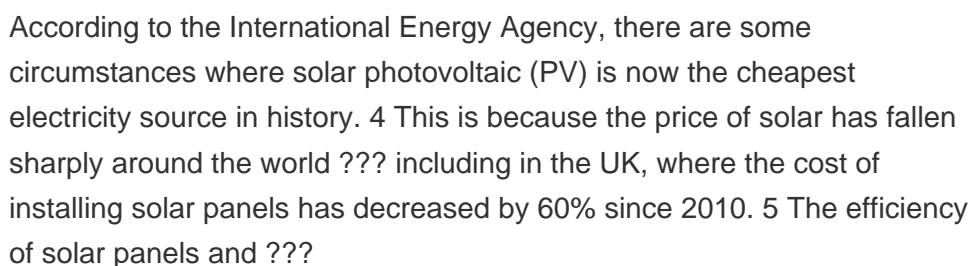 According to the International Energy Agency, there are some
circumstances where solar photovoltaic (PV) is now the cheapest
electricity source in history. 4 This is because the price of solar has fallen
sharply around the world ??? including in the UK, where the cost of
installing solar panels has decreased by 60% since 2010. 5 The efficiency
of solar panels and ???